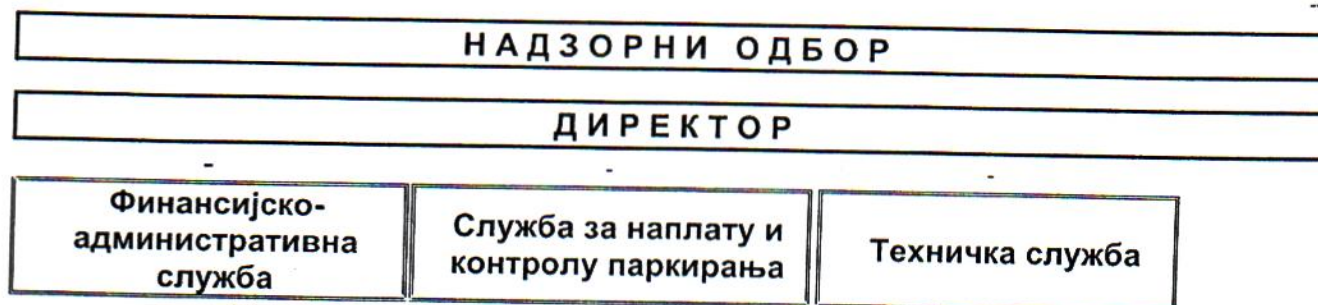 НАДЗОРНИ ОДБОР
ДИРЕКТОР
Финансијско-
административна
служба
Служба за наплату и
контролу паркирања
Техничка служба